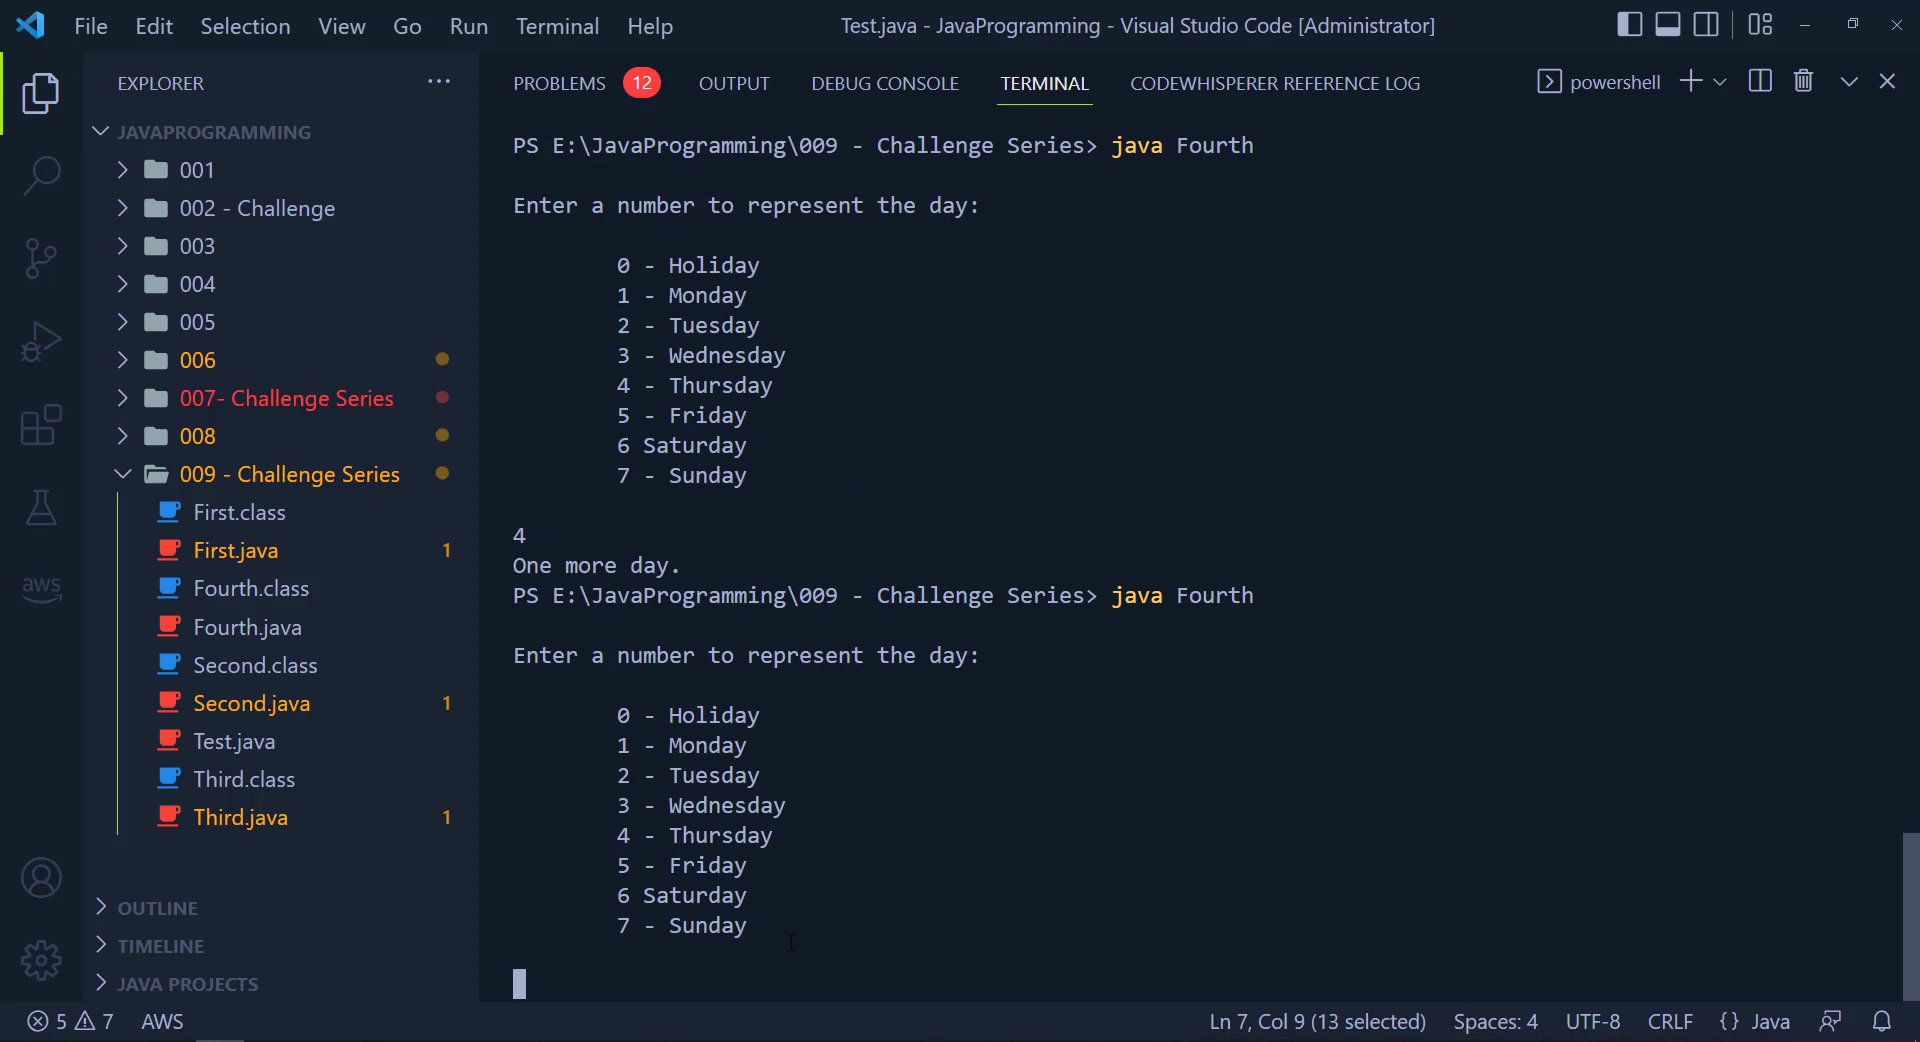 File Edit Selection View Go Run Terminal Help Test.java - JavaProgramming - Visual Studio Code [Administrator]
EXPLORER
PROBLEMS 12 OUTPUT DEBUG CONSOLE TERMINAL CODEWHISPERER REFERENCE LOG powershell
JAVAPROGRAMMING
001
002 - Challenge
003
004
005
006
007- Challenge Series
008
009 - Challenge Series
First.class
First.java 1
Fourth.class
Fourth.java
Second.class
Second.java 1
Test.java
Third.class
Third.java 1
OUTLINE
TIMELINE
JAVA PROJECTS
aws
PS E:\JavaProgramming\009 - Challenge Series> java Fourth
Enter a number to represent the day:
0 - Holiday
1 - Monday
2 - Tuesday
3 - Wednesday
4 - Thursday
5 - Friday
6 Saturday
7 - Sunday
4
One more day.
PS E:\JavaProgramming\009 - Challenge Series> java Fourth
Enter a number to represent the day:
0 - Holiday
1 - Monday
2 - Tuesday
3 - Wednesday
4 - Thursday
5 - Friday
6 Saturday
7 - Sunday
5 7 AWS Ln 7, Col 9 (13 selected) Spaces: 4 UTF-8 CRLF {} Java